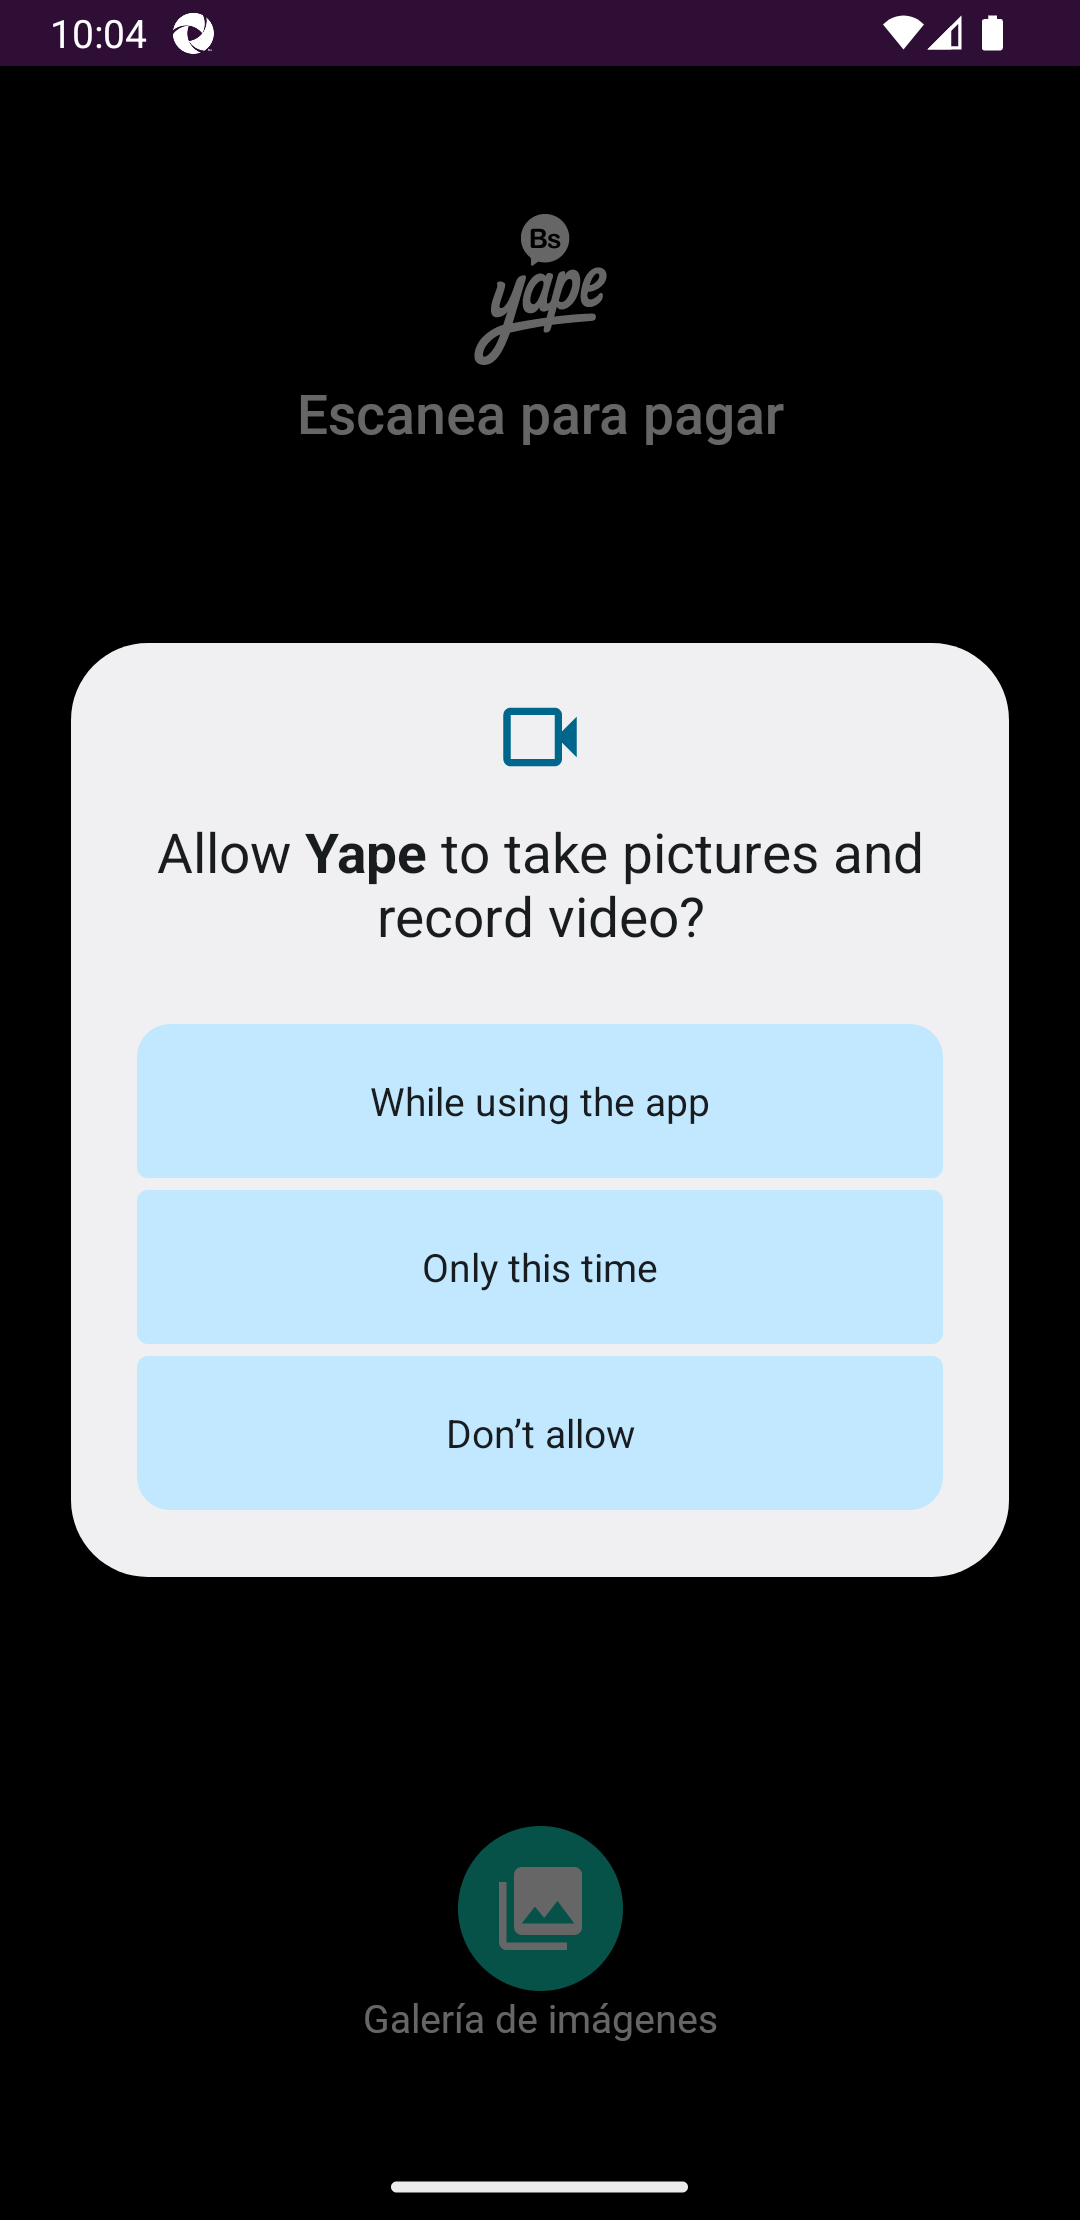 10:04
Bs
yape
Escanea para pagar
Allow Yape to take pictures and
record video?
While using the app
Only this time
Don’t allow
Galería de imágenes